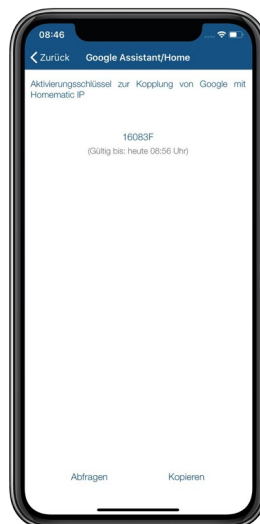 08:46
Zurück Google Assistant/Home
Aktivierungsschlüssel zur Kopplung von Google mit
Homematic IP
16083F
(Gültig bis: heute 08:56 Uhr)
Abfragen Kopieren